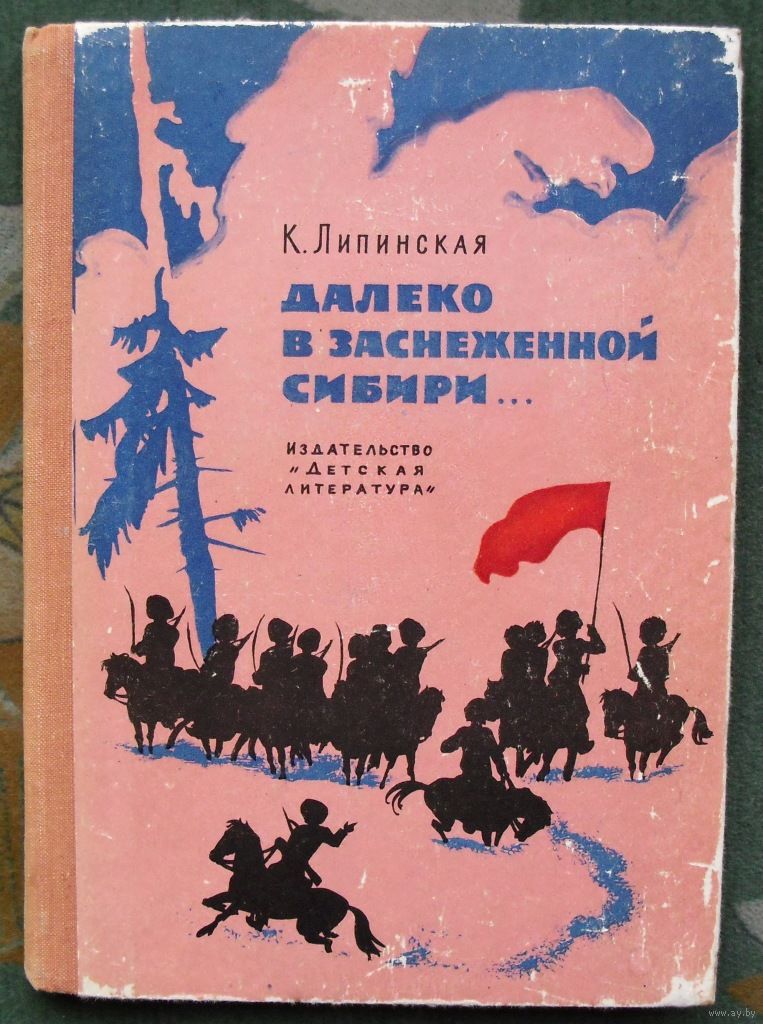 К. Липинская
ДАЛЕКО
В ЗАСНЕЖЕННОЙ
СИБИРИ...
Издательство
„Детская
литература"
www.ay.by